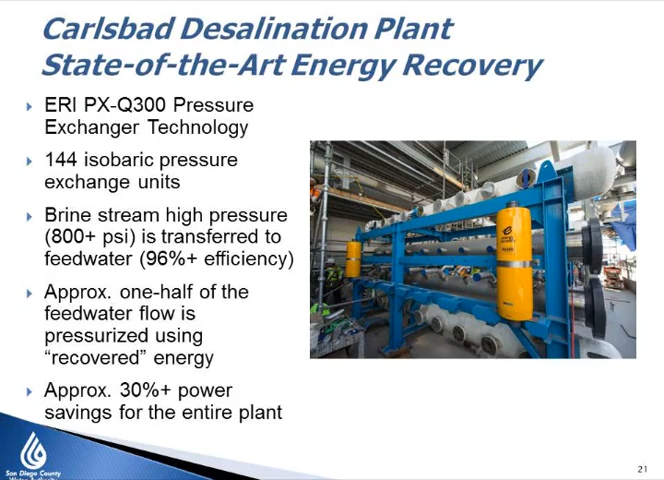 Carlsbad Desalination Plant
State-of-the-Art Energy Recovery
ERI PX-Q300 Pressure
Exchanger Technology
144 isobaric pressure
exchange units
Brine stream high pressure
(800+ psi) is transferred to
feedwater (96%+ efficiency)
Approx. one-half of the
feedwater flow is
pressurized using
“recovered” energy
Approx. 30%+ power
savings for the entire plant
San Diego County
Water Authority
21